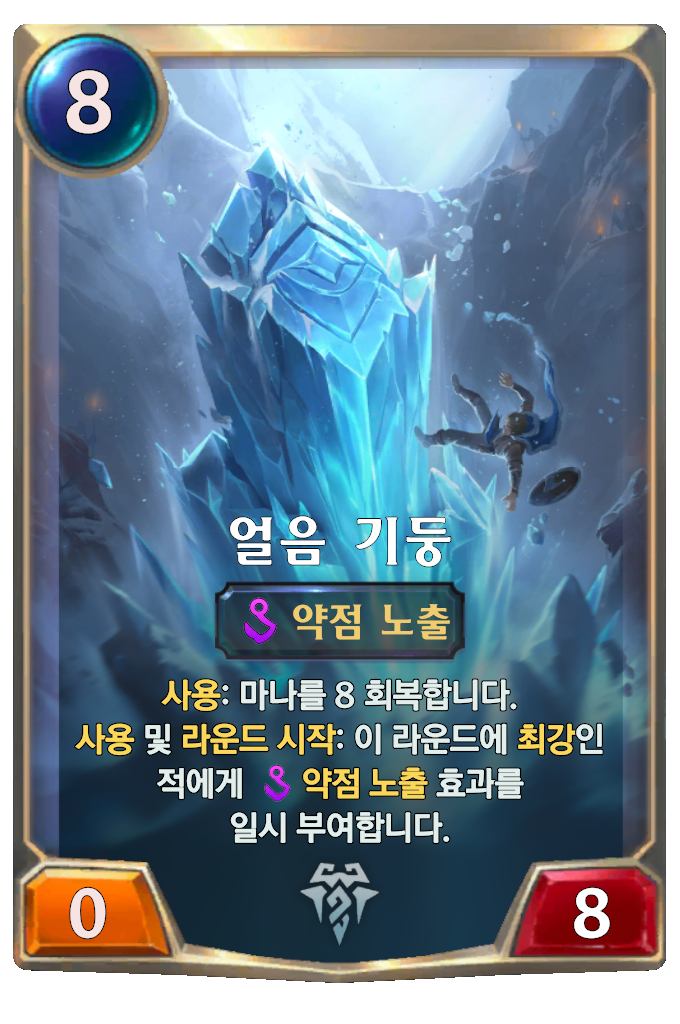 8
얼음 기둥
약점 노출
사용: 마나를 8 회복합니다.
사용 및 라운드 시작: 이 라운드에 최강인
적에게 약점 노출 효과를
일시 부여합니다.
0
8